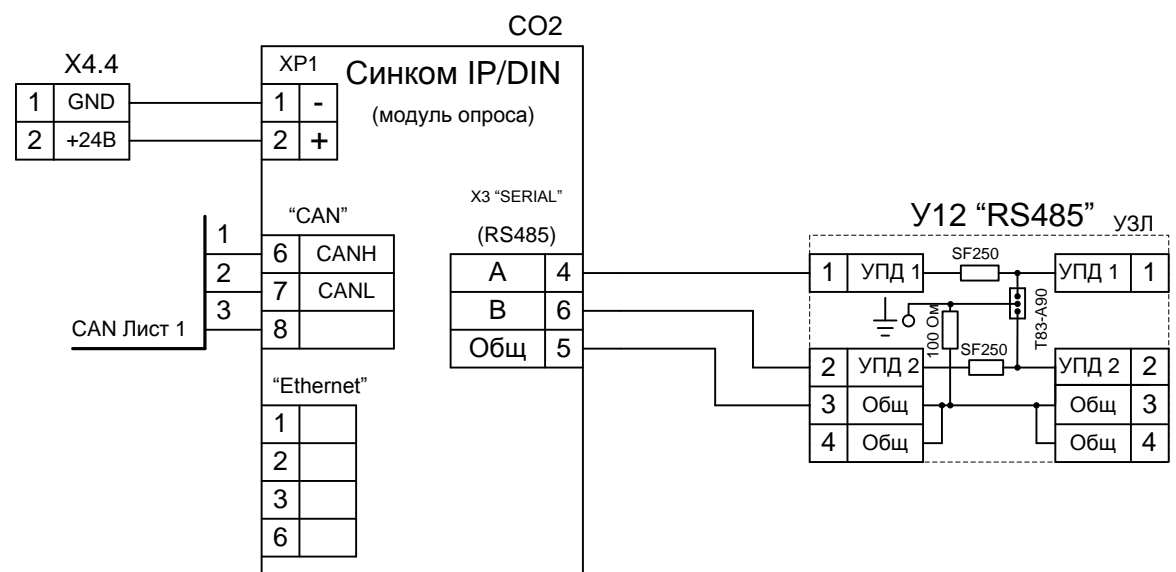 CO2
X4.4
1 GND
2 +24В
XP1
1 -
2 +
Синком IP/DIN
(модуль опроса)
“CAN”
1
6 CANH
2
7 CANL
3
8
CAN Лист 1
“Ethernet”
1
2
3
6
X3 “SERIAL”
(RS485)
A 4
B 6
Общ 5
У12 “RS485” УЗЛ
1 УПД 1 SF250 УПД 1 1
100 Ом
T83-A90
2 УПД 2 SF250 УПД 2 2
3 Общ Общ 3
4 Общ Общ 4